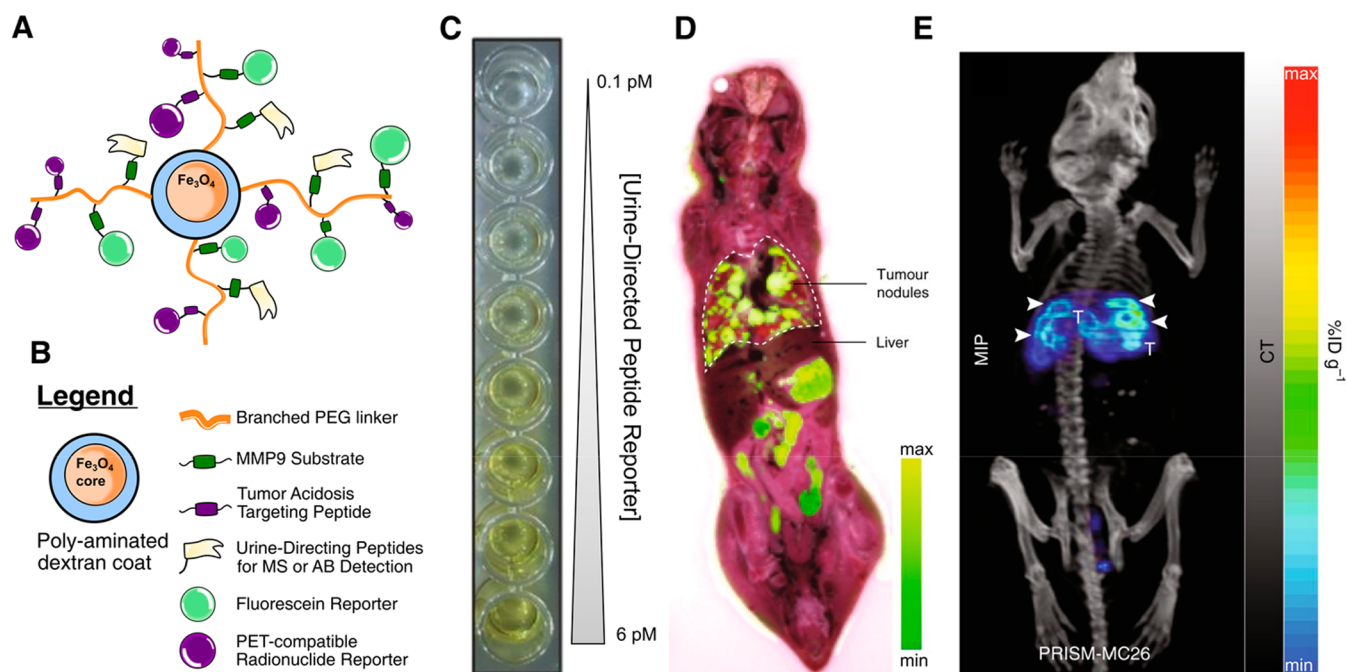 A
Fe₃O₄
B
Legend
Fe₃O₄
core
Poly-aminated
dextran coat
Branched PEG linker
MMP9 Substrate
Tumor Acidosis
Targeting Peptide
Urine-Directing Peptides
for MS or AB Detection
Fluorescein Reporter
PET-compatible
Radionuclide Reporter
C
0.1 pM
[Urine-Directed Peptide Reporter]
6 pM
D
Tumour
nodules
Liver
max
min
E
MIP
T
T
PRISM-MC26
CT
max
%ID g⁻¹
min